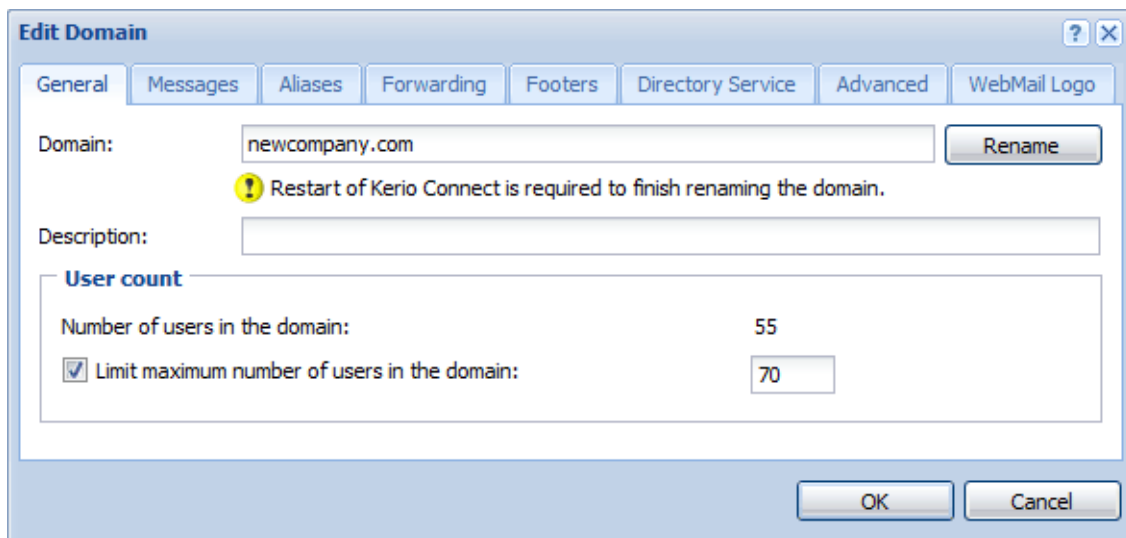 Edit Domain
General Messages Aliases Forwarding Footers Directory Service Advanced WebMail Logo
Domain: newcompany.com Rename
Restart of Kerio Connect is required to finish renaming the domain.
Description:
User count
Number of users in the domain: 55
Limit maximum number of users in the domain: 70
OK Cancel